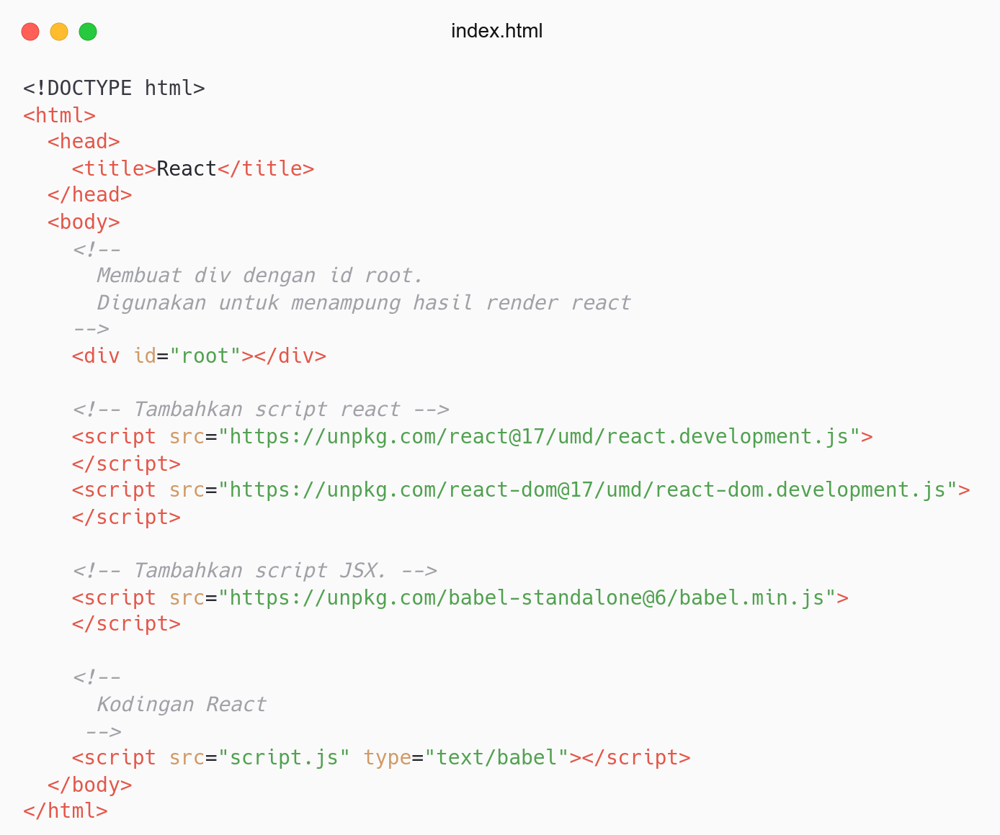 index.html
<!DOCTYPE html>
<html>
  <head>
    <title>React</title>
  </head>
  <body>
    <!--
      Membuat div dengan id root.
      Digunakan untuk menampung hasil render react
    -->
    <div id="root"></div>

    <!-- Tambahkan script react -->
    <script src="https://unpkg.com/react@17/umd/react.development.js">
    </script>
    <script src="https://unpkg.com/react-dom@17/umd/react-dom.development.js">
    </script>

    <!-- Tambahkan script JSX. -->
    <script src="https://unpkg.com/babel-standalone@6/babel.min.js">
    </script>

    <!--
      Kodingan React
     -->
    <script src="script.js" type="text/babel"></script>
  </body>
</html>